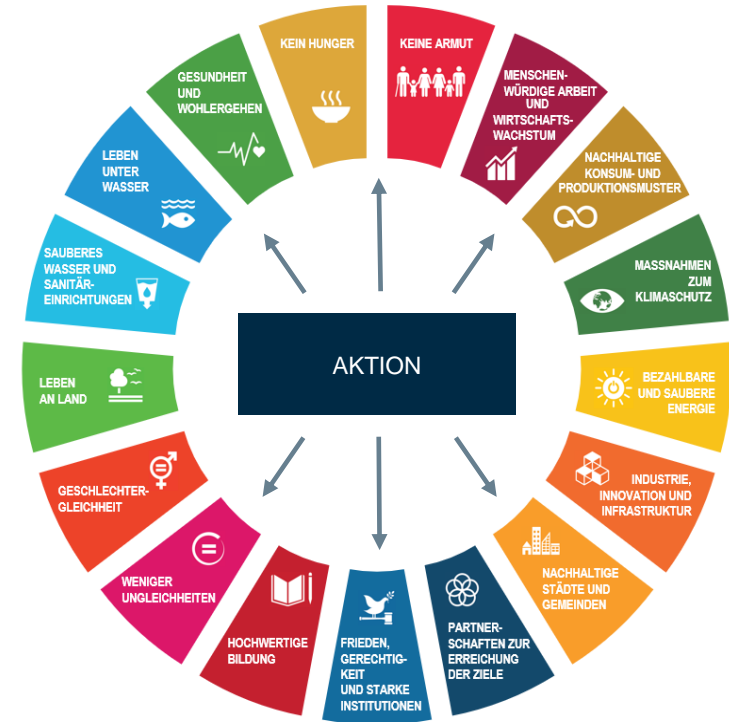 KEINE ARMUT
MENSCHEN-
WÜRDIGE ARBEIT
UND
WIRTSCHAFTS-
WACHSTUM
NACHHALTIGE
KONSUM- UND
PRODUKTIONSMUSTER
MASSNAHMEN
ZUM
KLIMASCHUTZ
BEZAHLBARE
UND SAUBERE
ENERGIE
INDUSTRIE,
INNOVATION UND
INFRASTRUKTUR
NACHHALTIGE
STÄDTE UND
GEMEINDEN
PARTNER-
SCHAFTEN ZUR
ERREICHUNG
DER ZIELE
FRIEDEN,
GERECHTIG-
KEIT
UND STARKE
INSTITUTIONEN
HOCHWERTIGE
BILDUNG
WENIGER
UNGLEICHHEITEN
GESCHLECHTER-
GLEICHHEIT
LEBEN
AN LAND
SAUBERES
WASSER UND
SANITÄR-
EINRICHTUNGEN
LEBEN
UNTER
WASSER
GESUNDHEIT
UND
WOHLERGEHEN
KEIN HUNGER
AKTION